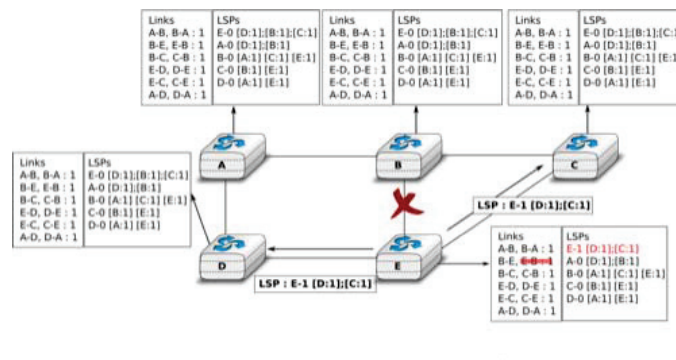 Links LSPs
A-B, B-A : 1 E-0 [D:1];[B:1];[C:1]
B-E, E-B : 1 A-0 [D:1];[B:1]
B-C, C-B : 1 B-0 [A:1] [C:1] [E:1]
E-D, D-E : 1 C-0 [B:1] [E:1]
E-C, C-E : 1 D-0 [A:1] [E:1]
A-D, D-A : 1
Links LSPs
A-B, B-A : 1 E-0 [D:1];[B:1];[C:1]
B-E, E-B : 1 A-0 [D:1];[B:1]
B-C, C-B : 1 B-0 [A:1] [C:1] [E:1]
E-D, D-E : 1 C-0 [B:1] [E:1]
E-C, C-E : 1 D-0 [A:1] [E:1]
A-D, D-A : 1
Links LSPs
A-B, B-A : 1 E-0 [D:1];[B:1];[C:1]
B-E, E-B : 1 A-0 [D:1];[B:1]
B-C, C-B : 1 B-0 [A:1] [C:1] [E:1]
E-D, D-E : 1 C-0 [B:1] [E:1]
E-C, C-E : 1 D-0 [A:1] [E:1]
A-D, D-A : 1
A
B
C
Links LSPs
A-B, B-A : 1 E-0 [D:1];[B:1];[C:1]
B-E, E-B : 1 A-0 [D:1];[B:1]
B-C, C-B : 1 B-0 [A:1] [C:1] [E:1]
E-D, D-E : 1 C-0 [B:1] [E:1]
E-C, C-E : 1 D-0 [A:1] [E:1]
A-D, D-A : 1
LSP : E-1 [D:1];[C:1]
D
E
LSP : E-1 [D:1];[C:1]
Links LSPs
A-B, B-A : 1 E-1 [D:1];[C:1]
B-E, E-B : 1 A-0 [D:1];[B:1]
B-C, C-B : 1 B-0 [A:1] [C:1] [E:1]
E-D, D-E : 1 C-0 [B:1] [E:1]
E-C, C-E : 1 D-0 [A:1] [E:1]
A-D, D-A : 1